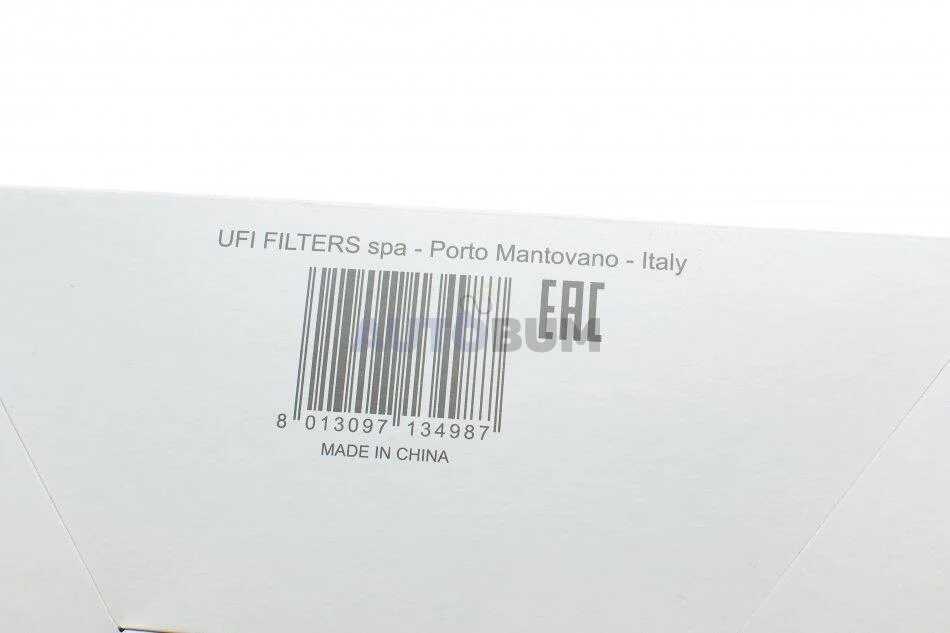 UFI FILTERS spa - Porto Mantovano - Italy
EAC
AUTOBUM
8 013097 134987
MADE IN CHINA